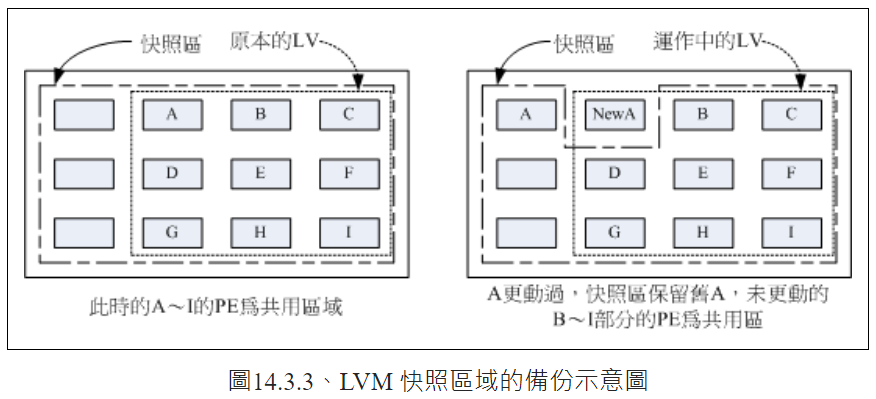 快照區 原本的LV
A B C
D E F
G H I
此時的A～I的PE為共用區域
快照區 運作中的LV
A NewA B C
D E F
G H I
A更動過，快照區保留舊A，未更動的
B～I部分的PE為共用區
圖14.3.3、LVM 快照區域的備份示意圖